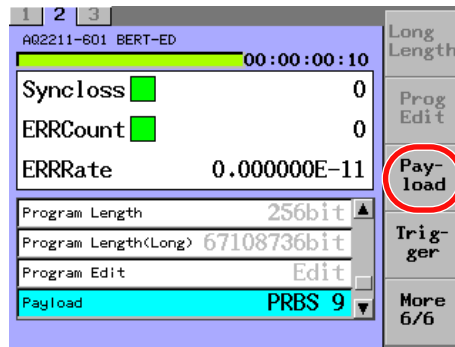 1 2 3
AQ2211-601 BERT-ED
00:00:00:10
Syncloss 0
ERRCount 0
ERRRate 0.000000E-11
Program Length 256bit
Program Length(Long) 67108736bit
Program Edit Edit
Payload PRBS 9
Long
Length
Prog
Edit
Pay-
load
Trig-
ger
More
6/6